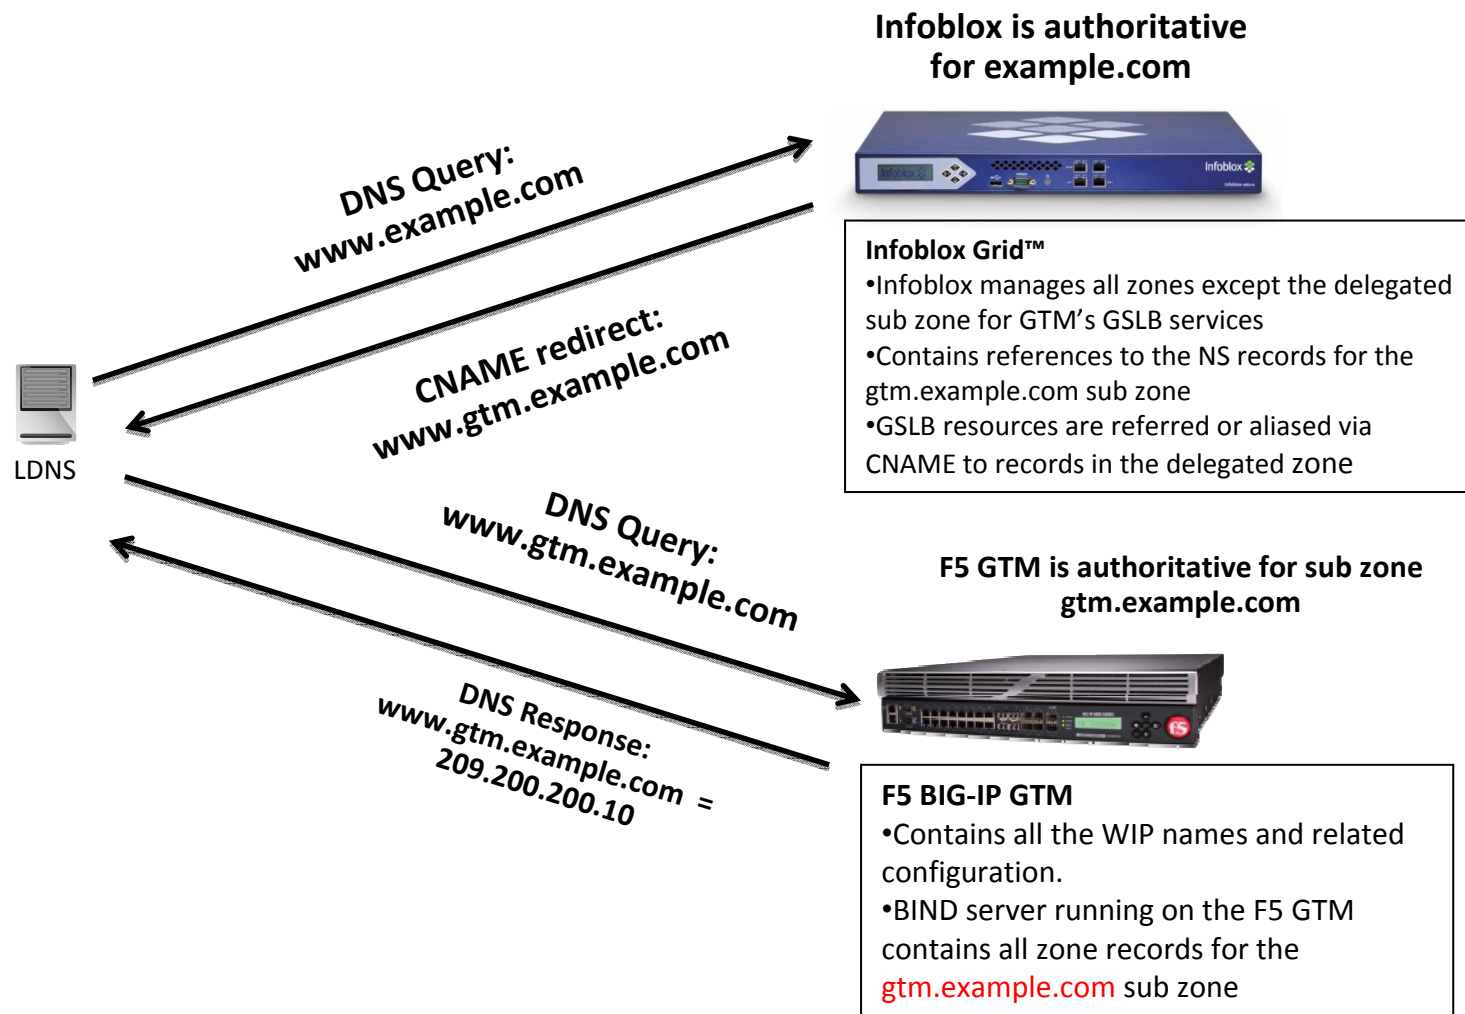 Infoblox is authoritative
for example.com
DNS Query:
www.example.com
Infoblox
Infoblox
CNAME redirect:
www.gtm.example.com
Infoblox Grid™
•Infoblox manages all zones except the delegated
sub zone for GTM’s GSLB services
•Contains references to the NS records for the
gtm.example.com sub zone
•GSLB resources are referred or aliased via
CNAME to records in the delegated zone
LDNS
DNS Query:
www.gtm.example.com
F5 GTM is authoritative for sub zone
gtm.example.com
f5
DNS Response:
www.gtm.example.com =
209.200.200.10
F5 BIG-IP GTM
•Contains all the WIP names and related
configuration.
•BIND server running on the F5 GTM
contains all zone records for the
gtm.example.com sub zone